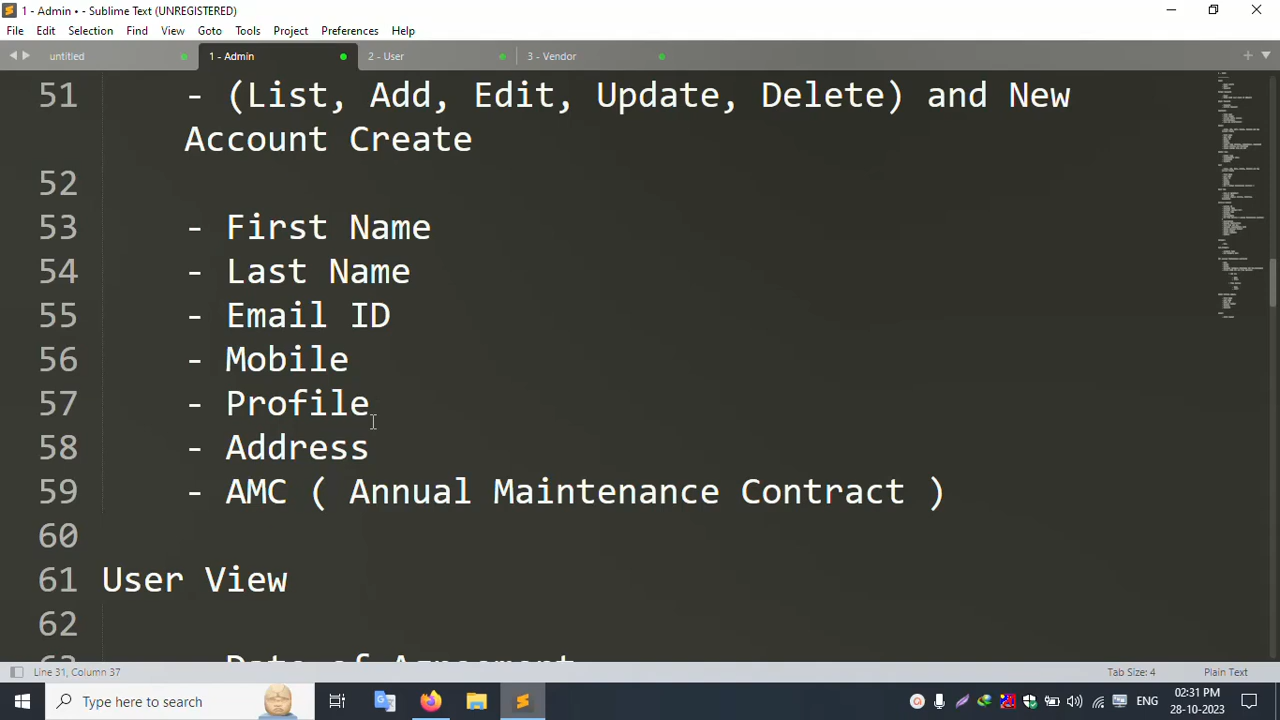 1 - Admin • - Sublime Text (UNREGISTERED)
File Edit Selection Find View Goto Tools Project Preferences Help
untitled 1 - Admin 2 - User 3 - Vendor
51 - (List, Add, Edit, Update, Delete) and New
Account Create
52
53 - First Name
54 - Last Name
55 - Email ID
56 - Mobile
57 - Profile
58 - Address
59 - AMC ( Annual Maintenance Contract )
60
61 User View
62
63 - Date of Agreement
Line 31, Column 37 Tab Size: 4 Plain Text
Type here to search ENG 02:31 PM
28-10-2023